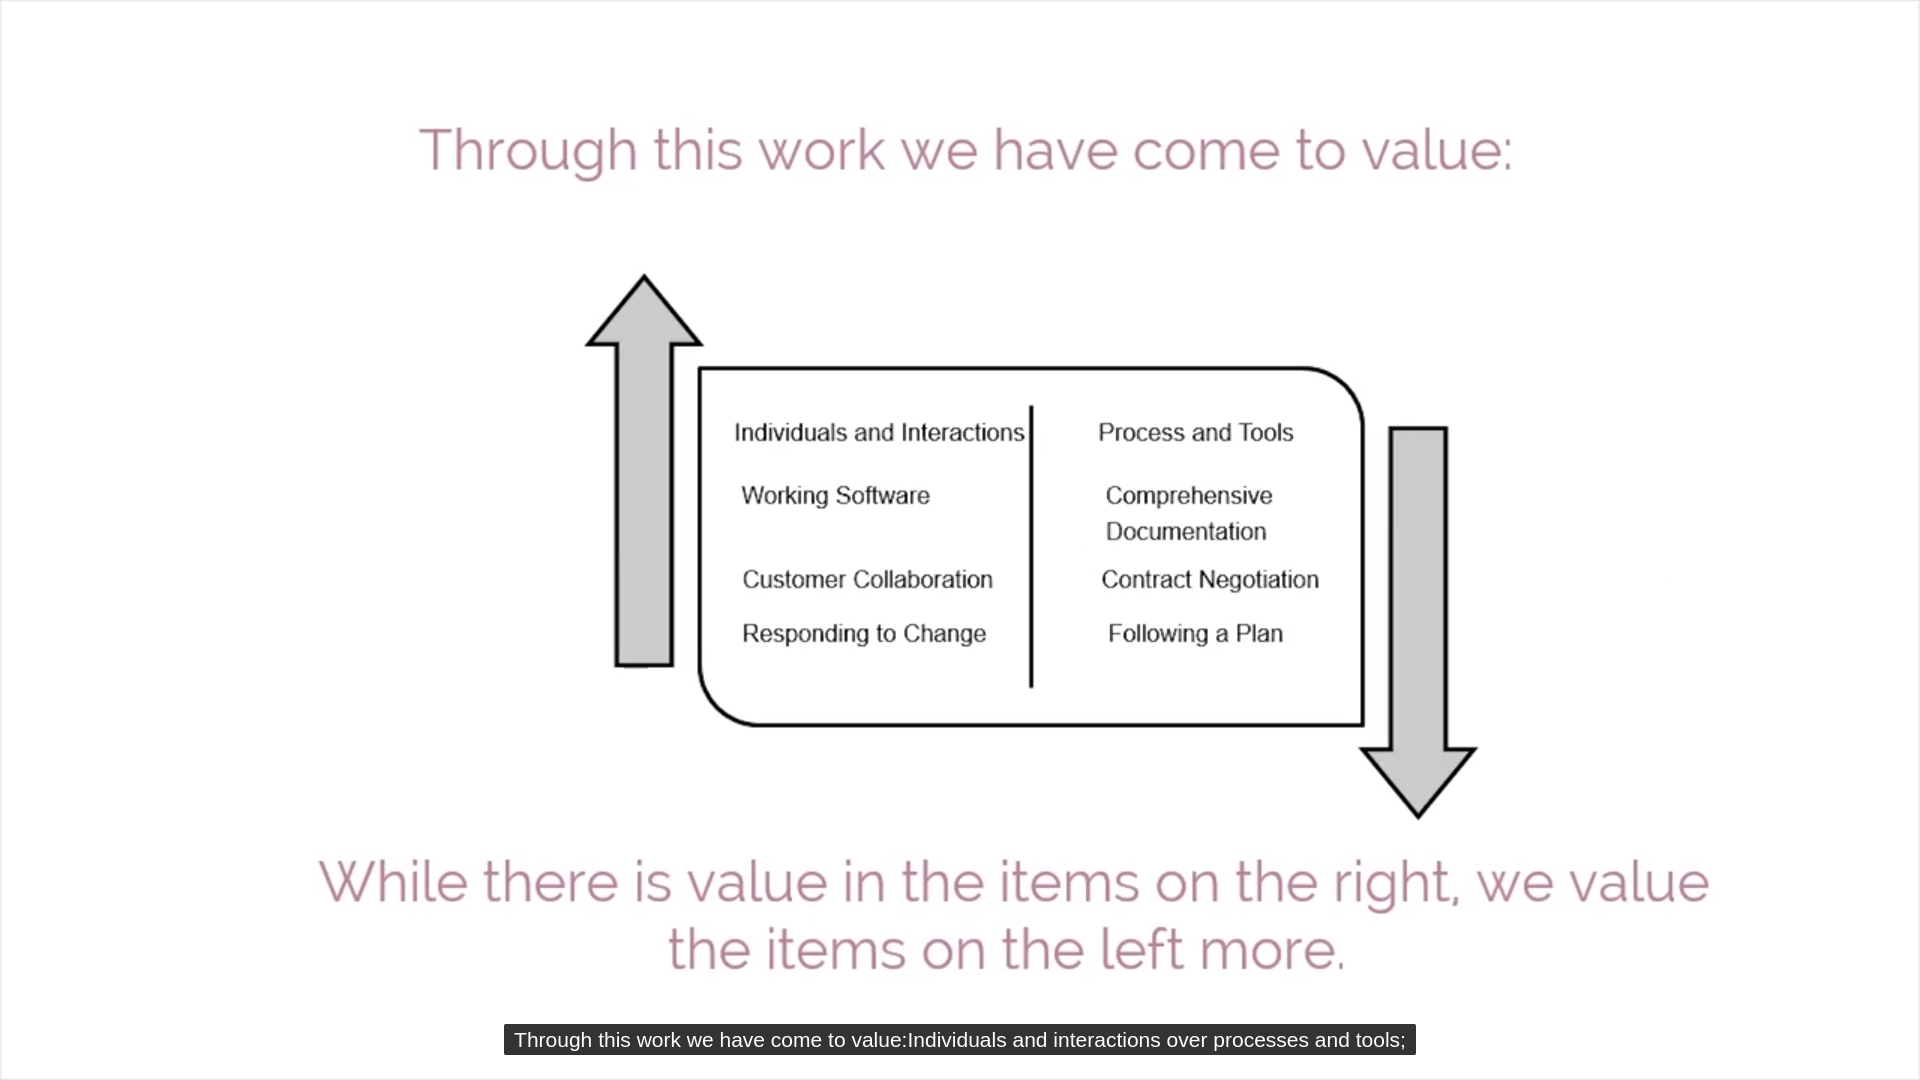 Through this work we have come to value:
Individuals and Interactions
Process and Tools
Working Software
Comprehensive
Documentation
Customer Collaboration
Contract Negotiation
Responding to Change
Following a Plan
While there is value in the items on the right, we value
the items on the left more.
Through this work we have come to value:Individuals and interactions over processes and tools;